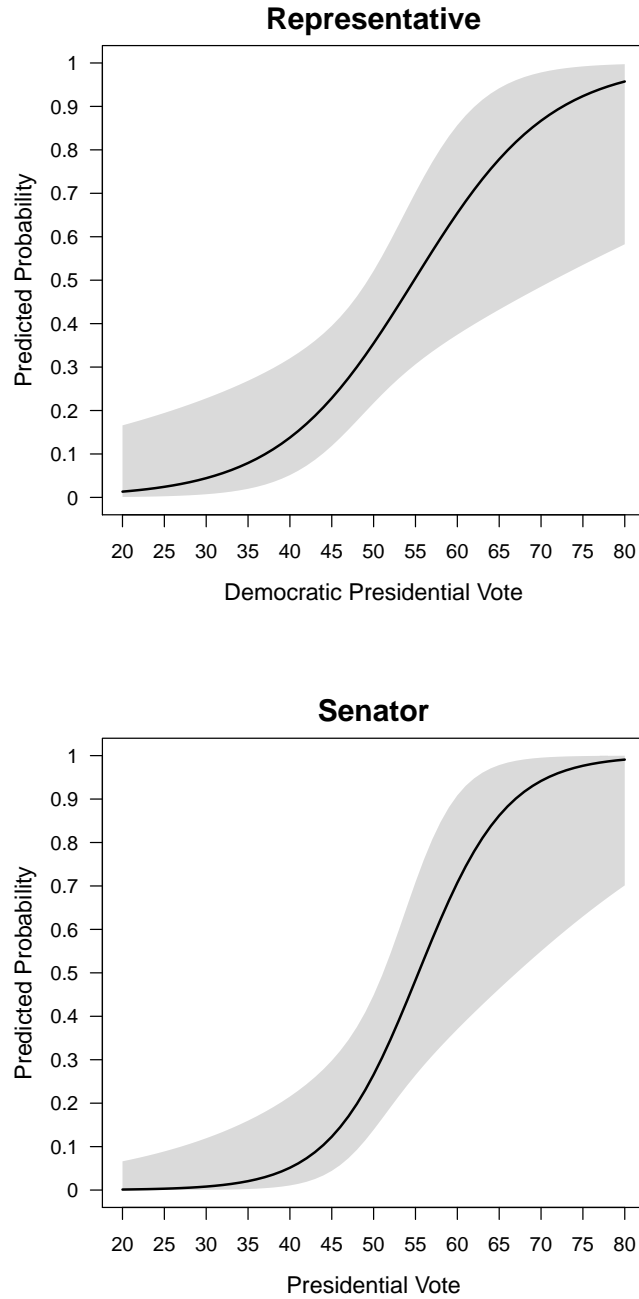 Representative
1
0.9
0.8
0.7
0.6
0.5
0.4
0.3
0.2
0.1
0
Predicted Probability
20 25 30 35 40 45 50 55 60 65 70 75 80
Democratic Presidential Vote
Senator
1
0.9
0.8
0.7
0.6
0.5
0.4
0.3
0.2
0.1
0
Predicted Probability
20 25 30 35 40 45 50 55 60 65 70 75 80
Presidential Vote